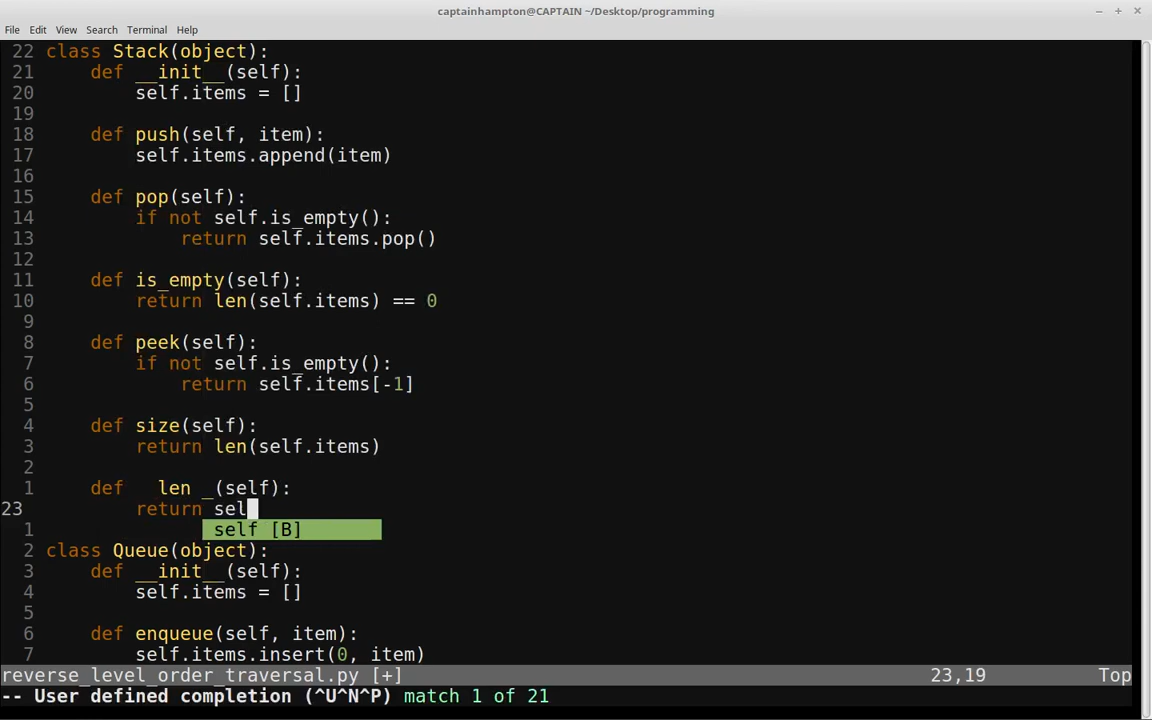 captainhampton@CAPTAIN ~/Desktop/programming
File Edit View Search Terminal Help
22 class Stack(object):
21     def __init__(self):
20         self.items = []
19
18     def push(self, item):
17         self.items.append(item)
16
15     def pop(self):
14         if not self.is_empty():
13             return self.items.pop()
12
11     def is_empty(self):
10         return len(self.items) == 0
9
8     def peek(self):
7         if not self.is_empty():
6             return self.items[-1]
5
4     def size(self):
3         return len(self.items)
2
1     def   len _(self):
23         return sel
1 self [B]
2 class Queue(object):
3     def __init__(self):
4         self.items = []
5
6     def enqueue(self, item):
7         self.items.insert(0, item)
reverse_level_order_traversal.py [+] 23,19 Top
-- User defined completion (^U^N^P) match 1 of 21